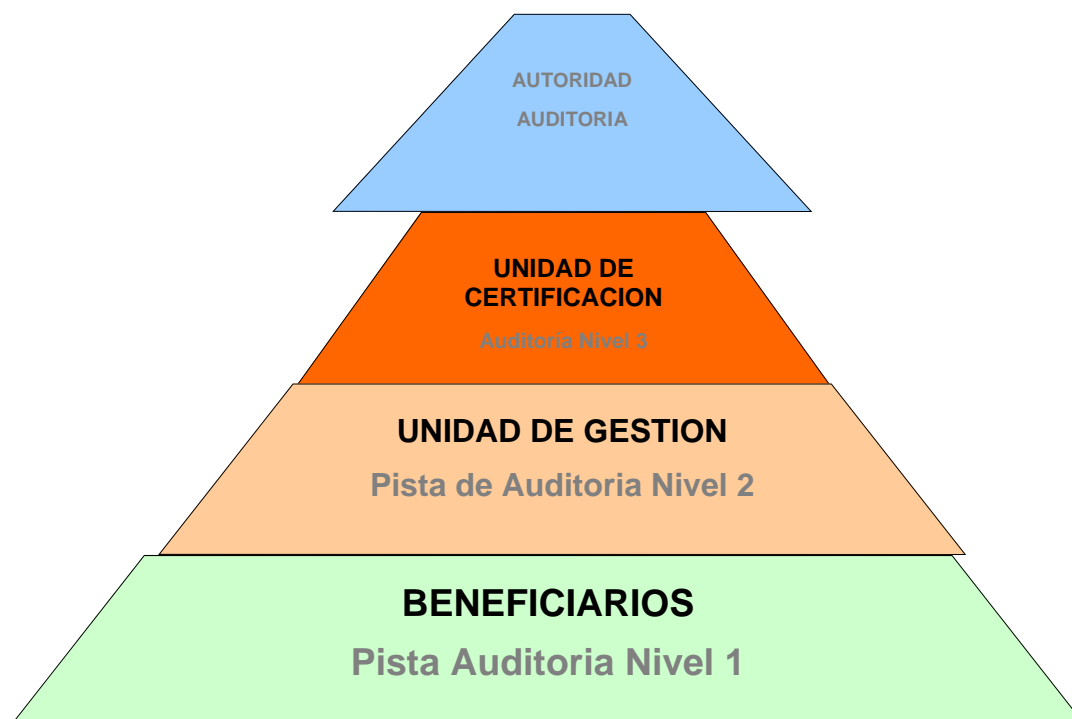 AUTORIDAD
AUDITORIA
UNIDAD DE
CERTIFICACION
Auditoria Nivel 3
UNIDAD DE GESTION
Pista de Auditoria Nivel 2
BENEFICIARIOS
Pista Auditoria Nivel 1